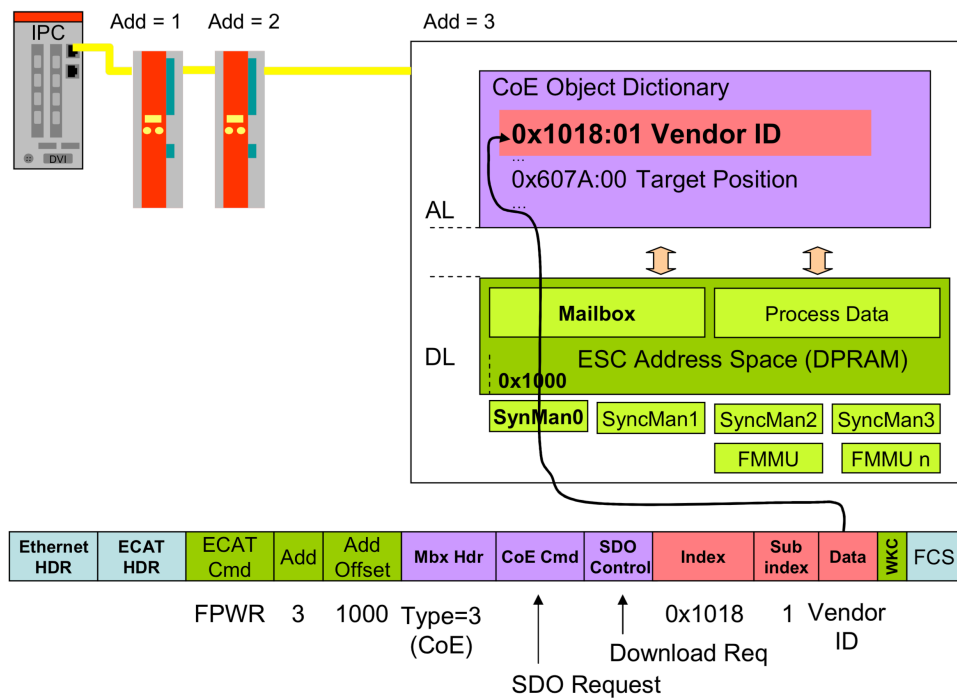 IPC
DVI
Add = 1
Add = 2
Add = 3
CoE Object Dictionary
0x1018:01 Vendor ID
...
0x607A:00 Target Position
...
AL
Mailbox
Process Data
DL
ESC Address Space (DPRAM)
0x1000
SynMan0
SyncMan1
SyncMan2
SyncMan3
FMMU
FMMU n
Ethernet
HDR
ECAT
HDR
ECAT
Cmd
Add
Add
Offset
Mbx Hdr
CoE Cmd
SDO
Control
Index
Sub
index
Data
WKC
FCS
FPWR
3
1000
Type=3
(CoE)
0x1018
1
Vendor
ID
Download Req
SDO Request